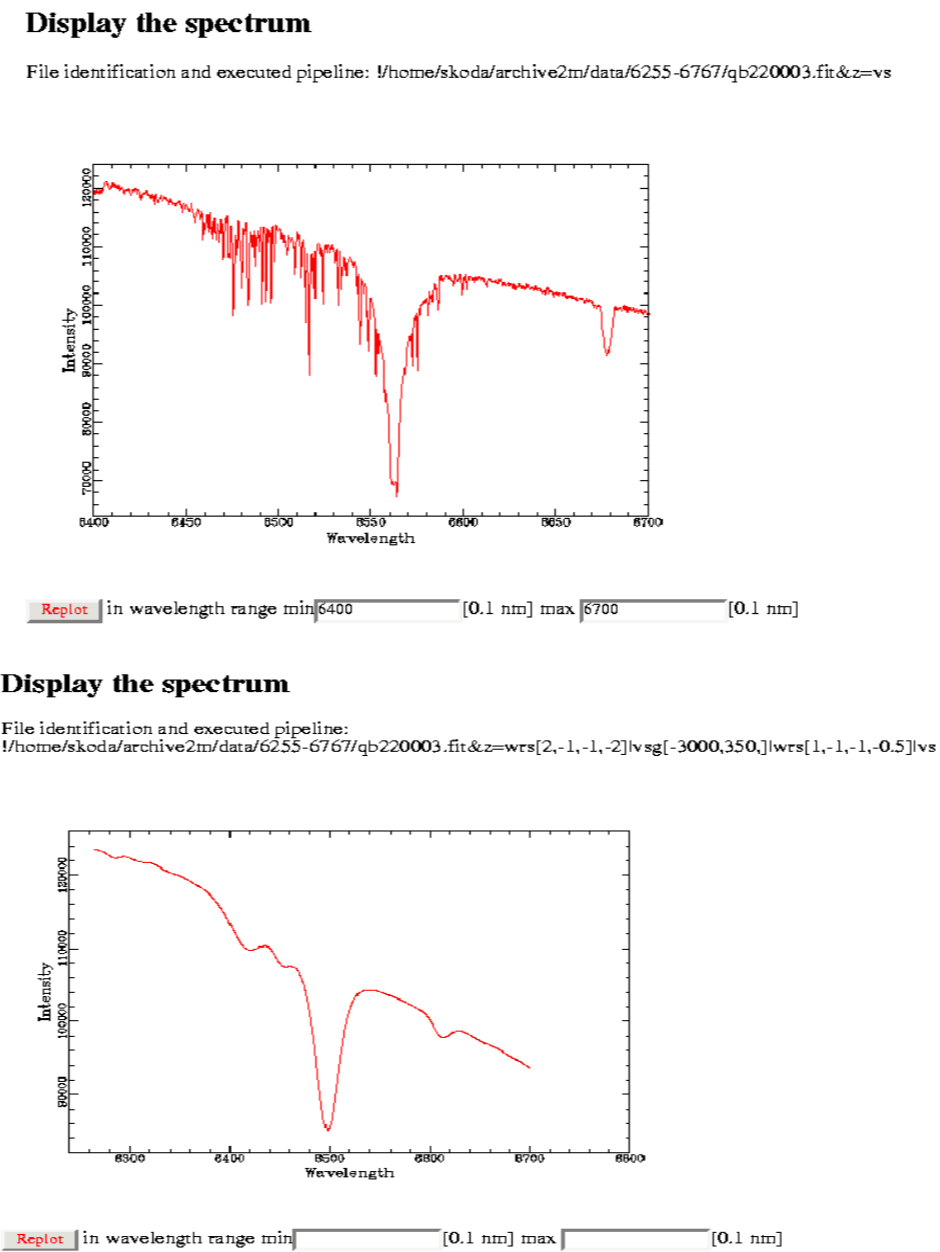 Display the spectrum
File identification and executed pipeline: !/home/skoda/archive2m/data/6255-6767/qb220003.fit&z=vs
120000
110000
100000
90000
80000
70000
Intensity
6400 6450 6500 6550 6600 6650 6700
Wavelength
Replot in wavelength range min 6400 [0.1 nm] max 6700 [0.1 nm]
Display the spectrum
File identification and executed pipeline:
!/home/skoda/archive2m/data/6255-6767/qb220003.fit&z=wrs[2,-1,-1,-2]|vsg[-3000,350,]|wrs[1,-1,-1,-0.5]|vs
120000
110000
100000
90000
Intensity
6300 6400 6500 6600 6700 6800
Wavelength
Replot in wavelength range min [0.1 nm] max [0.1 nm]